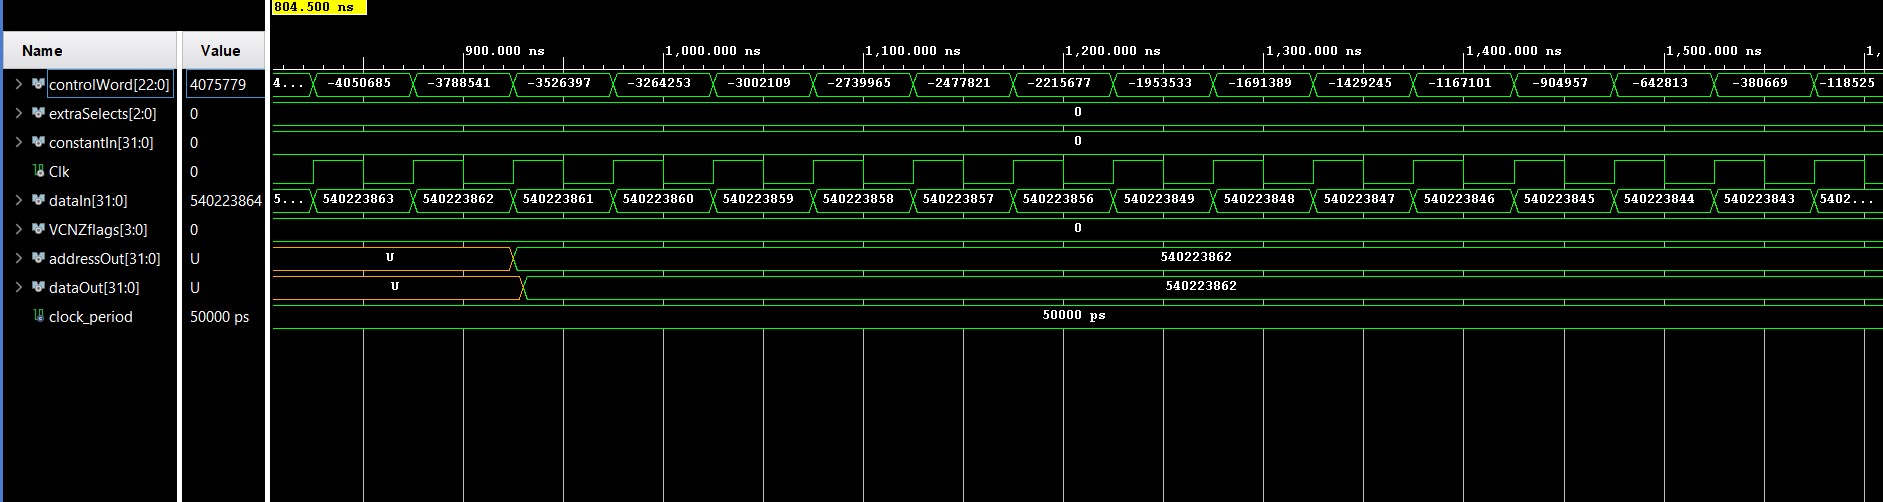 804.500 ns
Name Value
900.000 ns 1,000.000 ns 1,100.000 ns 1,200.000 ns 1,300.000 ns 1,400.000 ns 1,500.000 ns 1,
controlWord[22:0] 4075779 4... -4050685 -3788541 -3526397 -3264253 -3002109 -2739965 -2477821 -2215677 -1953533 -1691389 -1429245 -1167101 -904957 -642813 -380669 -118525
extraSelects[2:0] 0 0
constantIn[31:0] 0 0
Clk 0
dataIn[31:0] 540223864 5... 540223863 540223862 540223861 540223860 540223859 540223858 540223857 540223856 540223849 540223848 540223847 540223846 540223845 540223844 540223843 5402...
VCNZflags[3:0] 0 0
addressOut[31:0] U U 540223862
dataOut[31:0] U U 540223862
clock_period 50000 ps 50000 ps